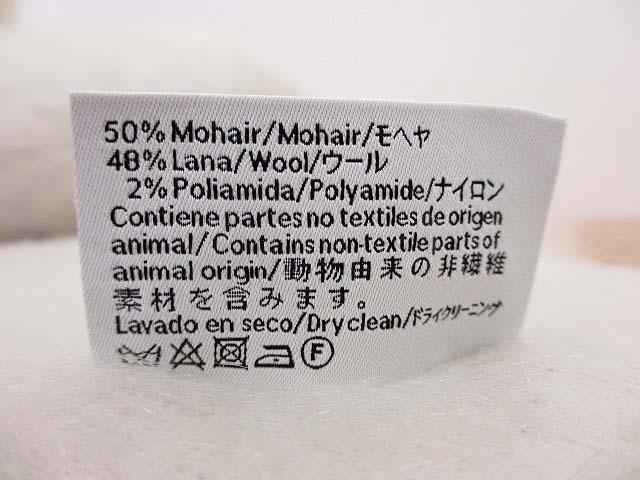 50% Mohair/Mohair/モヘヤ
48% Lana/Wool/ウール
2% Poliamida/Polyamide/ナイロン
Contiene partes no textiles de origen
animal/Contains non-textile parts of
animal origin/動物由来の非繊維
素材を含みます。
Lavado en seco/Dry clean/ドライクリーニング
F